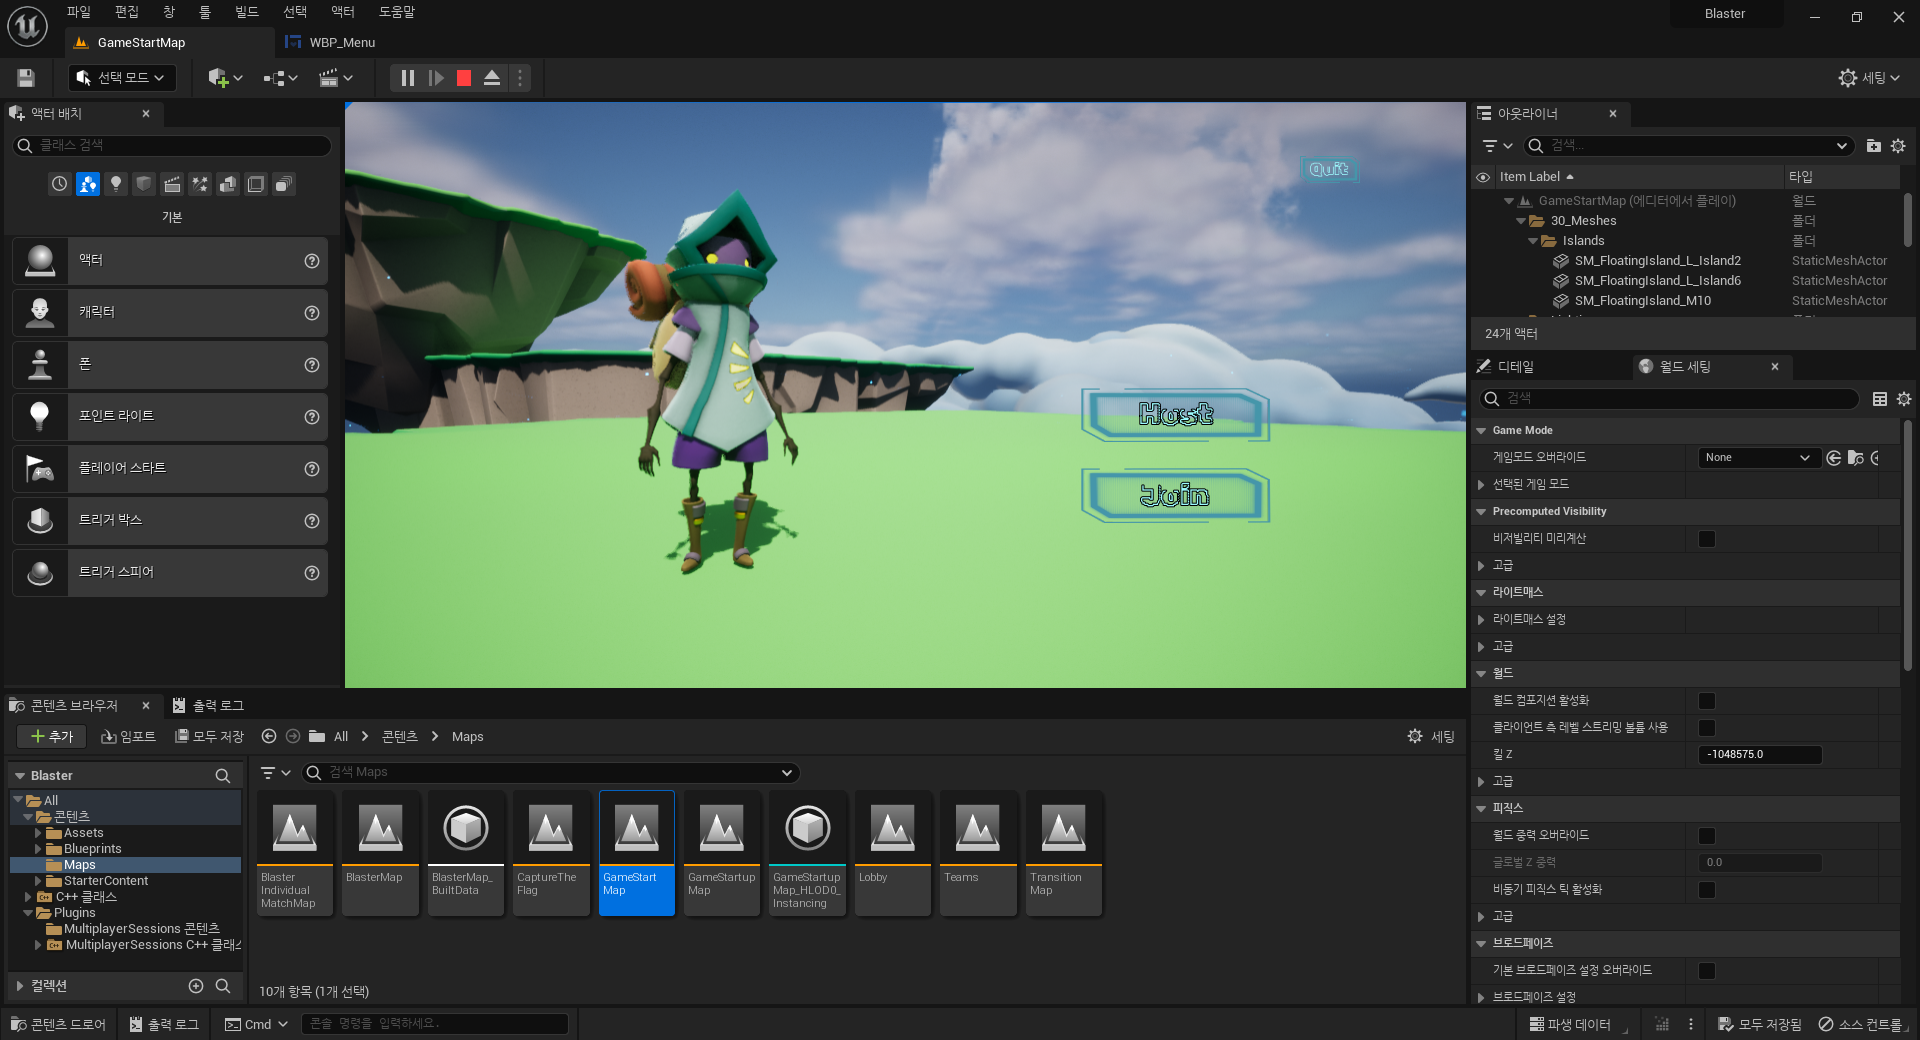 파일 편집 창 툴 빌드 선택 액터 도움말
Blaster
GameStartMap
WBP_Menu
선택 모드
세팅
액터 배치
클래스 검색
기본
액터
캐릭터
폰
포인트 라이트
플레이어 스타트
트리거 박스
트리거 스피어
Quit
Host
Join
아웃라이너
검색...
Item Label
타입
GameStartMap (에디터에서 플레이)
월드
30_Meshes
폴더
Islands
폴더
SM_FloatingIsland_L_Island2
StaticMeshActor
SM_FloatingIsland_L_Island6
StaticMeshActor
SM_FloatingIsland_M10
StaticMeshActor
24개 액터
디테일
월드 세팅
검색
Game Mode
게임모드 오버라이드
None
선택된 게임 모드
Precomputed Visibility
비저빌리티 미리계산
고급
라이트매스
라이트매스 설정
고급
월드
월드 컴포지션 활성화
클라이언트 측 레벨 스트리밍 볼륨 사용
킬 Z
-1048575.0
고급
피직스
월드 중력 오버라이드
글로벌 Z 중력
0.0
비동기 피직스 틱 활성화
고급
브로드페이즈
기본 브로드페이즈 설정 오버라이드
브로드페이즈 설정
콘텐츠 브라우저
출력 로그
추가
임포트
모두 저장
All
콘텐츠
Maps
세팅
Blaster
All
콘텐츠
Assets
Blueprints
Maps
StarterContent
C++ 클래스
Plugins
MultiplayerSessions 콘텐츠
MultiplayerSessions C++ 클래스
컬렉션
검색 Maps
Blaster
Individual
MatchMap
BlasterMap
BlasterMap_
BuiltData
CaptureThe
Flag
GameStart
Map
GameStartup
Map
GameStartup
Map_HLOD0_
Instancing
Lobby
Teams
Transition
Map
10개 항목 (1개 선택)
콘텐츠 드로어
출력 로그
Cmd
콘솔 명령을 입력하세요.
파생 데이터
모두 저장됨
소스 컨트롤